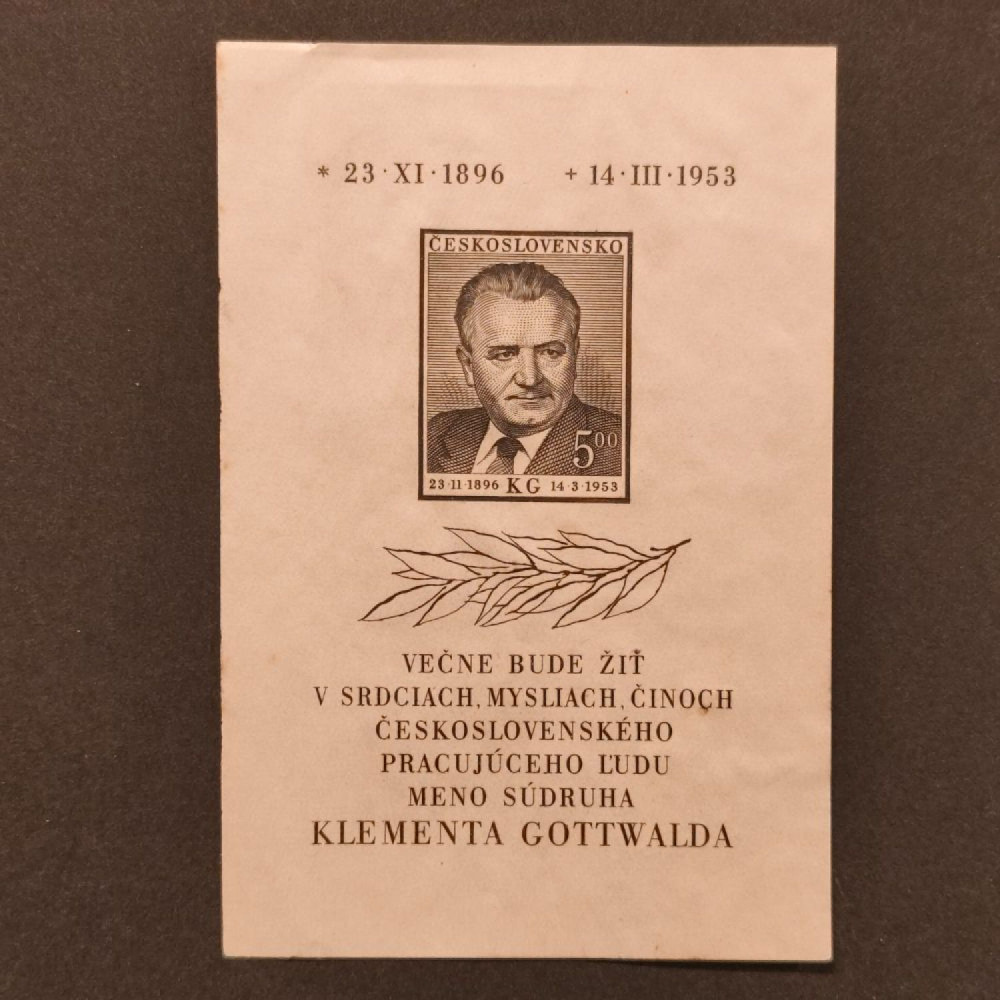 * 23·XI·1896 + 14·III·1953
ČESKOSLOVENSKO
5⁰⁰
23·11·1896 KG 14·3·1953
VEČNE BUDE ŽIŤ
V SRDCIACH, MYSLIACH, ČINOCH
ČESKOSLOVENSKÉHO
PRACUJÚCEHO ĽUDU
MENO SÚDRUHA
KLEMENTA GOTTWALDA